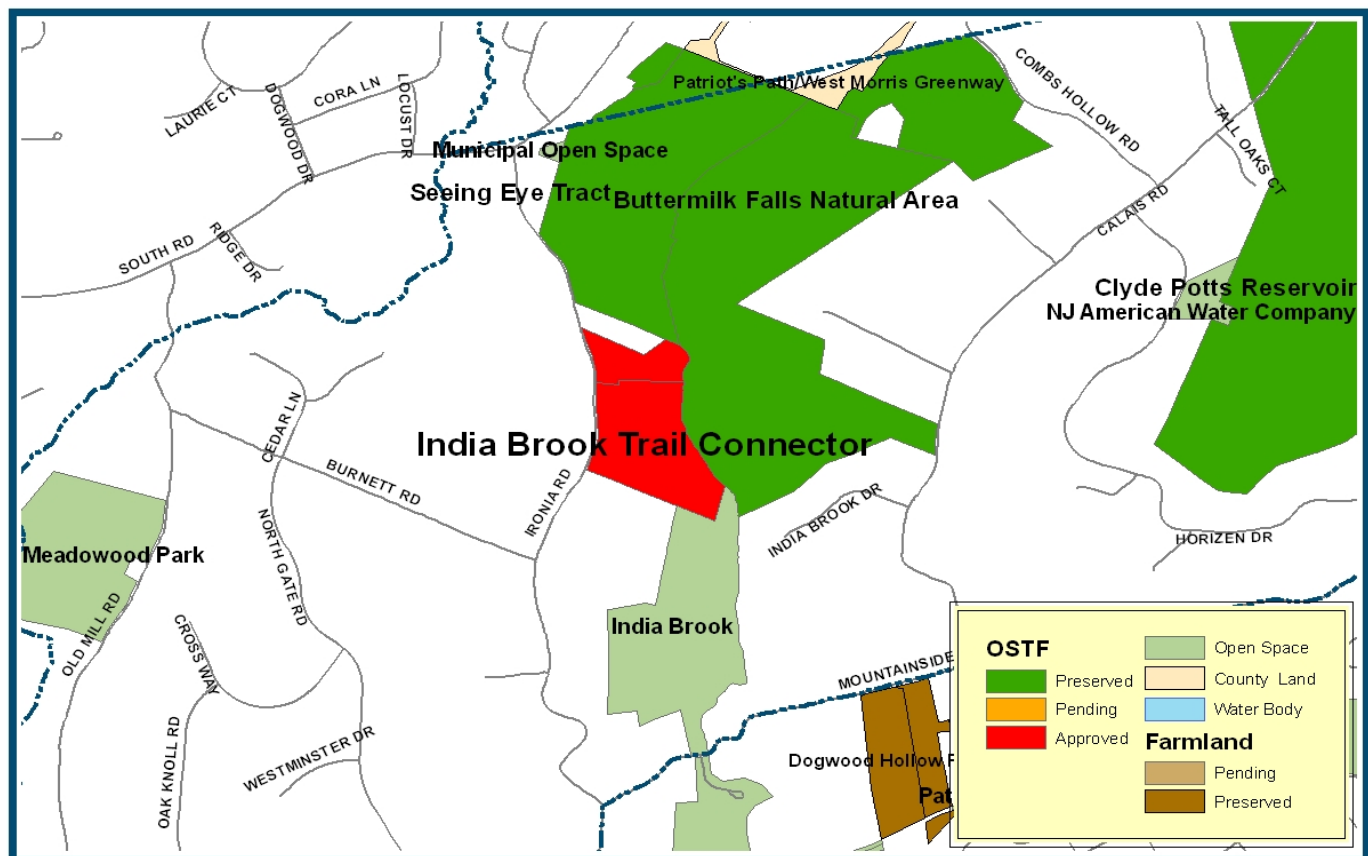 COMBS HOLLOW RD
Patriot's Path/West Morris Greenway
LAURIE CT
DOGWOOD DR
CORA LN
LOCUST DR
TALL OAKS CT
Municipal Open Space
Seeing Eye Tract
Buttermilk Falls Natural Area
CALAIS RD
SOUTH RD
RIDGE DR
Clyde Potts Reservoir
NJ American Water Company
CEDAR LN
India Brook Trail Connector
BURNETT RD
IRONIA RD
INDIA BROOK DR
HORIZEN DR
Meadowood Park
NORTH GATE RD
OLD MILL RD
CROSS WAY
India Brook
MOUNTAINSIDE
OAK KNOLL RD
WESTMINSTER DR
Dogwood Hollow F
Pat
OSTF
Preserved
Pending
Approved
Open Space
County Land
Water Body
Farmland
Pending
Preserved